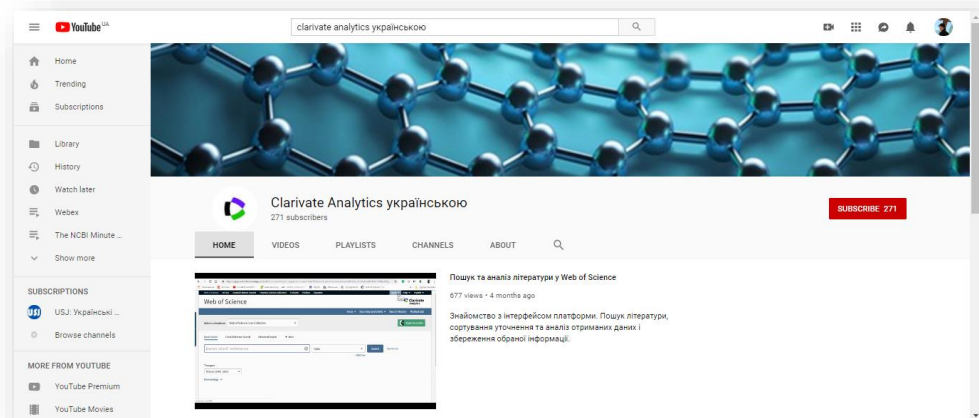 YouTube UA
clarivate analytics українською
Home
Trending
Subscriptions
Library
History
Watch later
Webex
The NCBI Minute ...
Show more
SUBSCRIPTIONS
USJ: Українські ...
Browse channels
MORE FROM YOUTUBE
YouTube Premium
YouTube Movies
Clarivate Analytics українською
271 subscribers
SUBSCRIBE 271
HOME VIDEOS PLAYLISTS CHANNELS ABOUT
Web of Science
Clarivate
Пошук та аналіз літератури у Web of Science
677 views • 4 months ago
Знайомство з інтерфейсом платформи. Пошук літератури,
сортування уточнення та аналіз отриманих даних і
збереження обраної інформації.